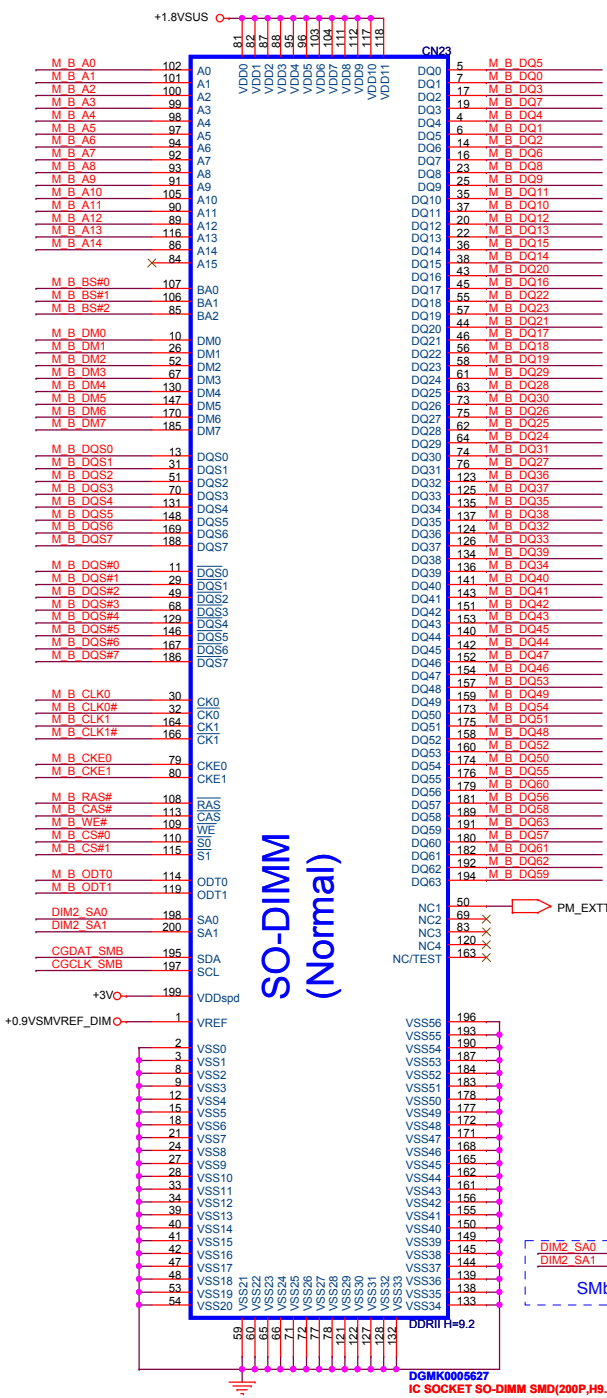 +1.8VSUS
81 82 87 88 95 96 103 104 111 112 117 118
VDD0 VDD1 VDD2 VDD3 VDD4 VDD5 VDD6 VDD7 VDD8 VDD9 VDD10 VDD11
CN23
M_B_A0 102 A0
M_B_A1 101 A1
M_B_A2 100 A2
M_B_A3 99 A3
M_B_A4 98 A4
M_B_A5 97 A5
M_B_A6 94 A6
M_B_A7 92 A7
M_B_A8 93 A8
M_B_A9 91 A9
M_B_A10 105 A10
M_B_A11 90 A11
M_B_A12 89 A12
M_B_A13 116 A13
M_B_A14 86 A14
84 A15
M_B_BS#0 107 BA0
M_B_BS#1 106 BA1
M_B_BS#2 85 BA2
M_B_DM0 10 DM0
M_B_DM1 26 DM1
M_B_DM2 52 DM2
M_B_DM3 67 DM3
M_B_DM4 130 DM4
M_B_DM5 147 DM5
M_B_DM6 170 DM6
M_B_DM7 185 DM7
M_B_DQS0 13 DQS0
M_B_DQS1 31 DQS1
M_B_DQS2 51 DQS2
M_B_DQS3 70 DQS3
M_B_DQS4 131 DQS4
M_B_DQS5 148 DQS5
M_B_DQS6 169 DQS6
M_B_DQS7 188 DQS7
M_B_DQS#0 11 DQS0
M_B_DQS#1 29 DQS1
M_B_DQS#2 49 DQS2
M_B_DQS#3 68 DQS3
M_B_DQS#4 129 DQS4
M_B_DQS#5 146 DQS5
M_B_DQS#6 167 DQS6
M_B_DQS#7 186 DQS7
M_B_CLK0 30 CK0
M_B_CLK0# 32 CK0
M_B_CLK1 164 CK1
M_B_CLK1# 166 CK1
M_B_CKE0 79 CKE0
M_B_CKE1 80 CKE1
M_B_RAS# 108 RAS
M_B_CAS# 113 CAS
M_B_WE# 109 WE
M_B_CS#0 110 S0
M_B_CS#1 115 S1
M_B_ODT0 114 ODT0
M_B_ODT1 119 ODT1
DIM2_SA0 198 SA0
DIM2_SA1 200 SA1
CGDAT_SMB 195 SDA
CGCLK_SMB 197 SCL
+3V 199 VDDspd
+0.9VSMVREF_DIM 1 VREF
2 VSS0
3 VSS1
8 VSS2
9 VSS3
12 VSS4
15 VSS5
18 VSS6
21 VSS7
24 VSS8
27 VSS9
28 VSS10
33 VSS11
34 VSS12
39 VSS13
40 VSS14
41 VSS15
42 VSS16
47 VSS17
48 VSS18
53 VSS19
54 VSS20
SO-DIMM
(Normal)
DQ0 5 M_B_DQ5
DQ1 7 M_B_DQ0
DQ2 17 M_B_DQ3
DQ3 19 M_B_DQ7
DQ4 4 M_B_DQ4
DQ5 6 M_B_DQ1
DQ6 14 M_B_DQ2
DQ7 16 M_B_DQ6
DQ8 23 M_B_DQ8
DQ9 25 M_B_DQ9
DQ10 35 M_B_DQ11
DQ11 37 M_B_DQ10
DQ12 20 M_B_DQ12
DQ13 22 M_B_DQ13
DQ14 36 M_B_DQ15
DQ15 38 M_B_DQ14
DQ16 43 M_B_DQ20
DQ17 45 M_B_DQ16
DQ18 55 M_B_DQ22
DQ19 57 M_B_DQ23
DQ20 44 M_B_DQ21
DQ21 46 M_B_DQ17
DQ22 56 M_B_DQ18
DQ23 58 M_B_DQ19
DQ24 61 M_B_DQ29
DQ25 63 M_B_DQ28
DQ26 73 M_B_DQ30
DQ27 75 M_B_DQ26
DQ28 62 M_B_DQ25
DQ29 64 M_B_DQ24
DQ30 74 M_B_DQ31
DQ31 76 M_B_DQ27
DQ32 123 M_B_DQ36
DQ33 125 M_B_DQ37
DQ34 135 M_B_DQ35
DQ35 137 M_B_DQ38
DQ36 124 M_B_DQ32
DQ37 126 M_B_DQ33
DQ38 134 M_B_DQ39
DQ39 136 M_B_DQ34
DQ40 141 M_B_DQ40
DQ41 143 M_B_DQ41
DQ42 151 M_B_DQ42
DQ43 153 M_B_DQ43
DQ44 140 M_B_DQ45
DQ45 142 M_B_DQ44
DQ46 152 M_B_DQ47
DQ47 154 M_B_DQ46
DQ48 157 M_B_DQ53
DQ49 159 M_B_DQ49
DQ50 173 M_B_DQ54
DQ51 175 M_B_DQ51
DQ52 158 M_B_DQ48
DQ53 160 M_B_DQ52
DQ54 174 M_B_DQ50
DQ55 176 M_B_DQ55
DQ56 179 M_B_DQ60
DQ57 181 M_B_DQ56
DQ58 189 M_B_DQ58
DQ59 191 M_B_DQ63
DQ60 180 M_B_DQ57
DQ61 182 M_B_DQ61
DQ62 192 M_B_DQ62
DQ63 194 M_B_DQ59
NC1 50 PM_EXTT
NC2 69
NC3 83
NC4 120
NC/TEST 163
VSS56 196
VSS55 193
VSS54 190
VSS53 187
VSS52 184
VSS51 183
VSS50 178
VSS49 177
VSS48 172
VSS47 171
VSS46 168
VSS45 165
VSS44 162
VSS43 161
VSS42 156
VSS41 155
VSS40 150
VSS39 149
VSS38 145
VSS37 144
VSS36 139
VSS35 138
VSS34 133
VSS21 VSS22 VSS23 VSS24 VSS25 VSS26 VSS27 VSS28 VSS29 VSS30 VSS31 VSS32 VSS33
59 60 65 66 71 72 77 78 121 122 127 128 132
DDRII H=9.2
DIM2_SA0
DIM2_SA1
SMb
DGMK0005627
IC SOCKET SO-DIMM SMD(200P,H9.